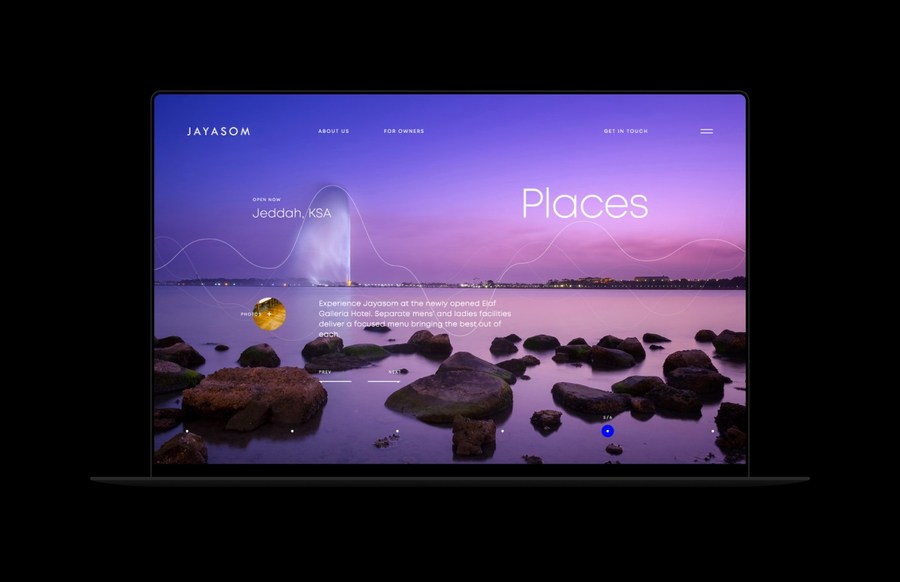 JAYASOM
ABOUT US
FOR OWNERS
GET IN TOUCH
OPEN NOW
Jeddah, KSA
Places
PHOTOS
Experience Jayasom at the newly opened Elaf
Galleria Hotel. Separate mens' and ladies facilities
deliver a focused menu bringing the best out of
each.
PREV
NEXT
5/6